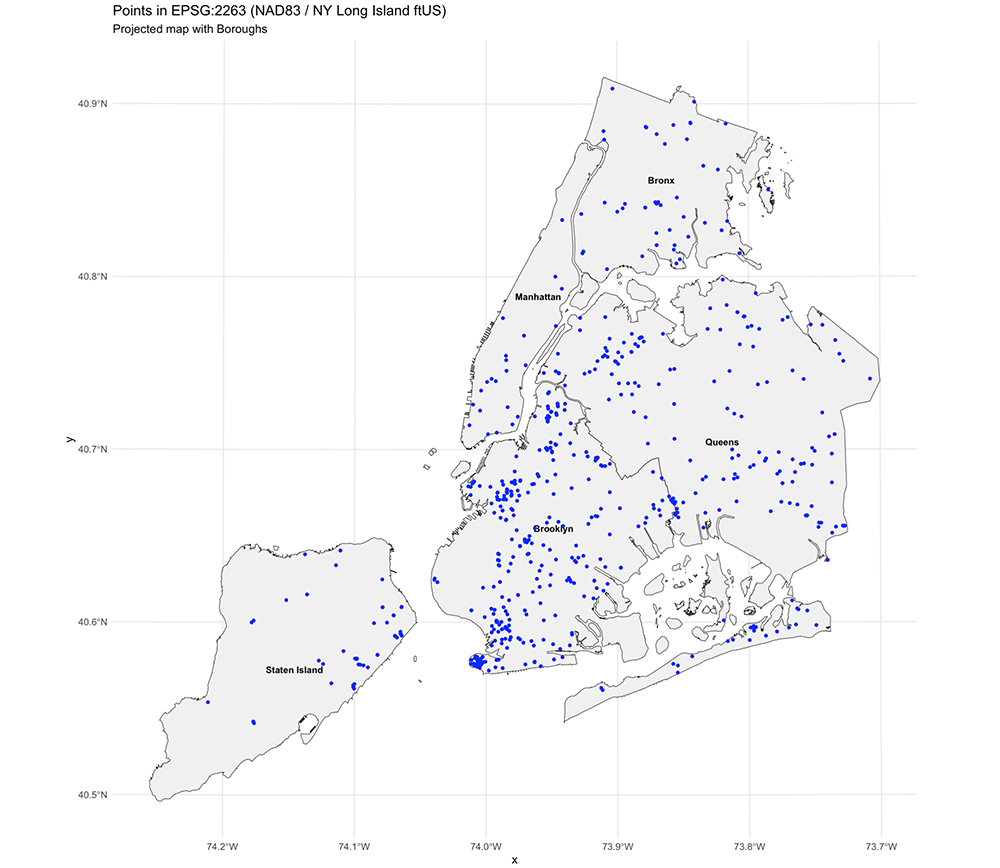 Points in EPSG:2263 (NAD83 / NY Long Island ftUS)
Projected map with Boroughs
40.9°N
Bronx
40.8°N
Manhattan
y
40.7°N
Queens
Brooklyn
40.6°N
Staten Island
40.5°N
74.2°W 74.1°W 74.0°W 73.9°W 73.8°W 73.7°W
x